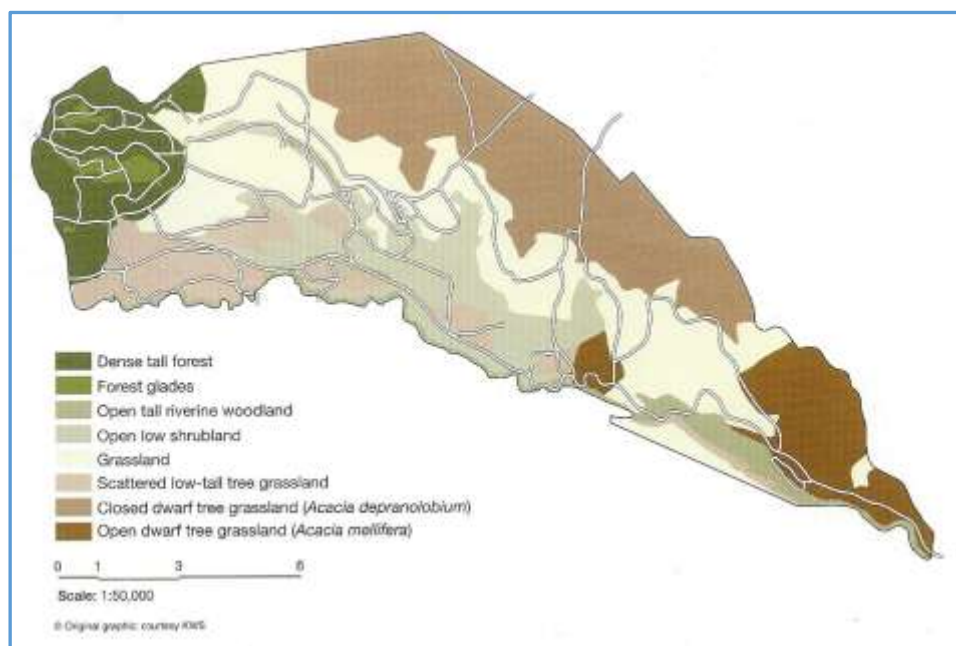 Dense tall forest
Forest glades
Open tall riverine woodland
Open low shrubland
Grassland
Scattered low-tall tree grassland
Closed dwarf tree grassland (Acacia depranolobium)
Open dwarf tree grassland (Acacia mellifera)
0 1 3 6
Scale: 1:50,000
© Original graphic: courtesy KWS